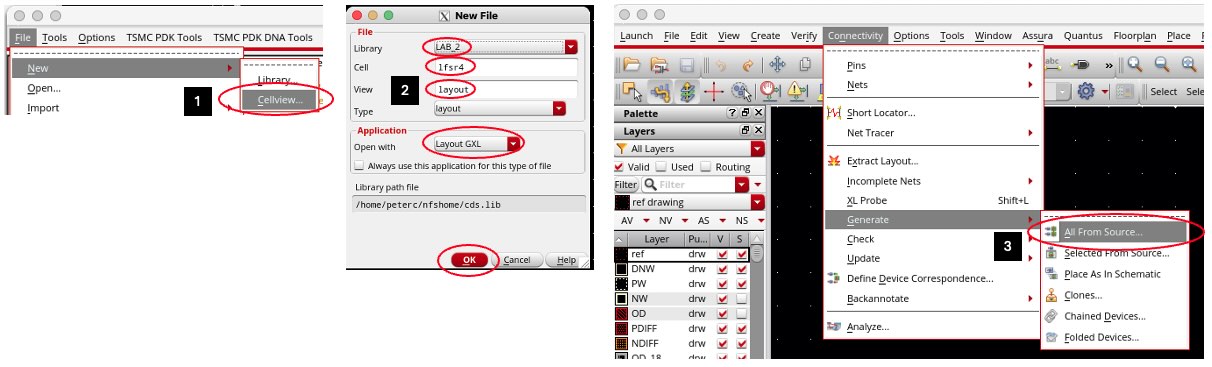 File Tools Options TSMC PDK Tools TSMC PDK DNA Tools
New
Open...
Import
Library...
Cellview...
1
New File
File
Library LAB_2
Cell lfsr4
View layout
Type layout
2
Application
Open with Layout GXL
Always use this application for this type of file
Library path file
/home/peterc/nfshome/cds.lib
OK Cancel Help
Launch File Edit View Create Verify Connectivity Options Tools Window Assura Quantus Floorplan Place
abc »
Select
Palette
Layers
All Layers
Valid Used Routing
Filter Filter
ref drawing
AV NV AS NS
Layer Pu... V S
ref drw
DNW drw
PW drw
NW drw
OD drw
PDIFF drw
NDIFF drw
OD_18 drw
Pins
Nets
Short Locator...
Net Tracer
Extract Layout...
Incomplete Nets
XL Probe Shift+L
Generate
Check
Update
Define Device Correspondence...
Backannotate
Analyze...
3
All From Source...
Selected From Source...
Place As In Schematic
Clones...
Chained Devices...
Folded Devices...